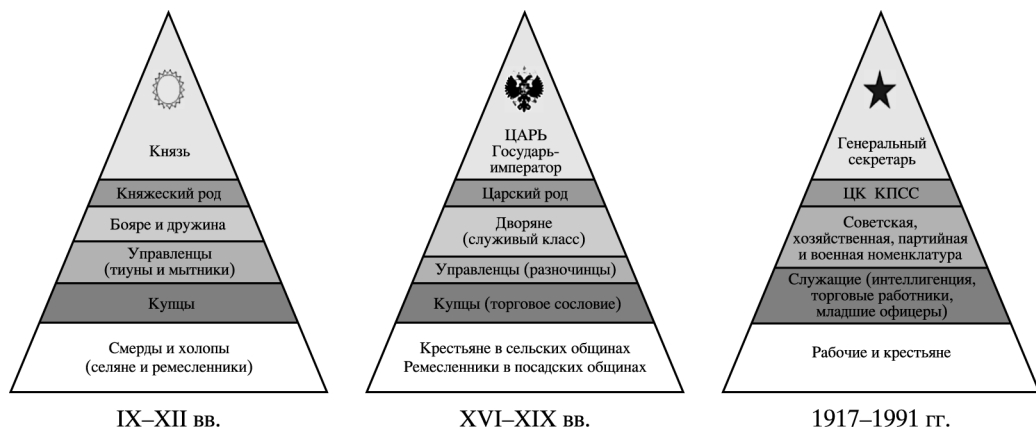 Князь
Княжеский род
Бояре и дружина
Управленцы
(тиуны и мытники)
Купцы
Смерды и холопы
(селяне и ремесленники)
IX–XII вв.
ЦАРЬ
Государь-
император
Царский род
Дворяне
(служивый класс)
Управленцы (разночинцы)
Купцы (торговое сословие)
Крестьяне в сельских общинах
Ремесленники в посадских общинах
XVI–XIX вв.
Генеральный
секретарь
ЦК КПСС
Советская,
хозяйственная, партийная
и военная номенклатура
Служащие (интеллигенция,
торговые работники,
младшие офицеры)
Рабочие и крестьяне
1917–1991 гг.